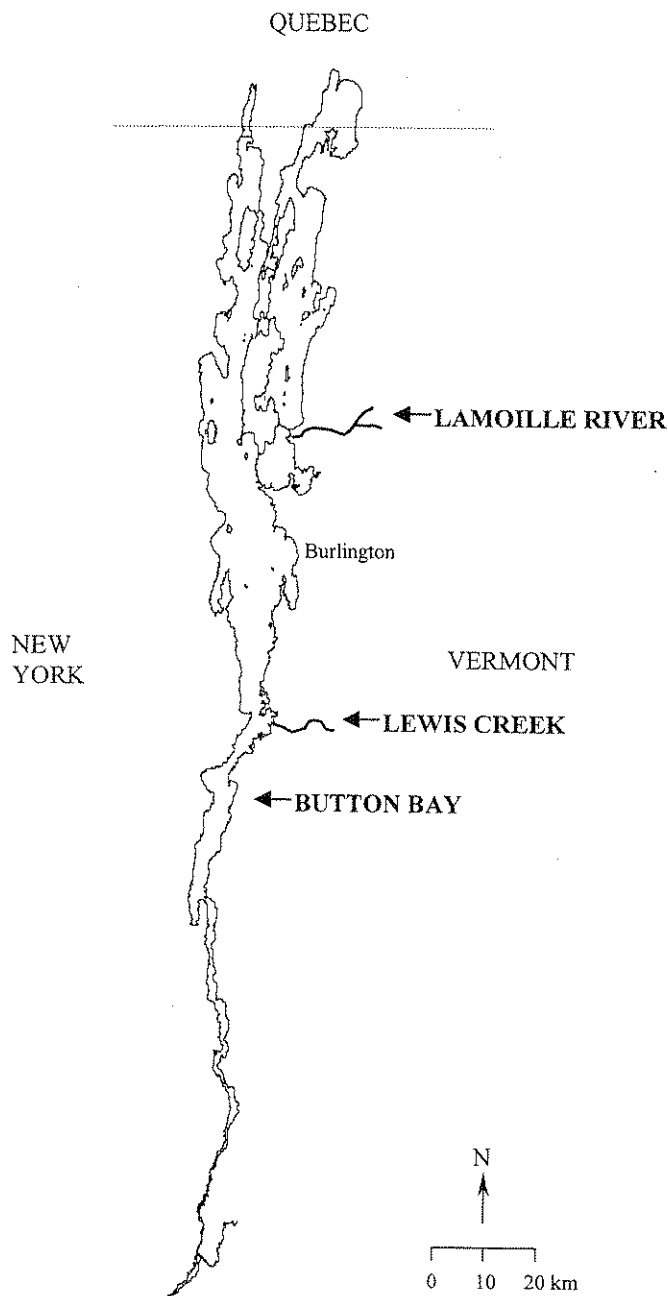 QUEBEC
LAMOILLE RIVER
Burlington
NEW
YORK
VERMONT
LEWIS CREEK
BUTTON BAY
N
0 10 20 km